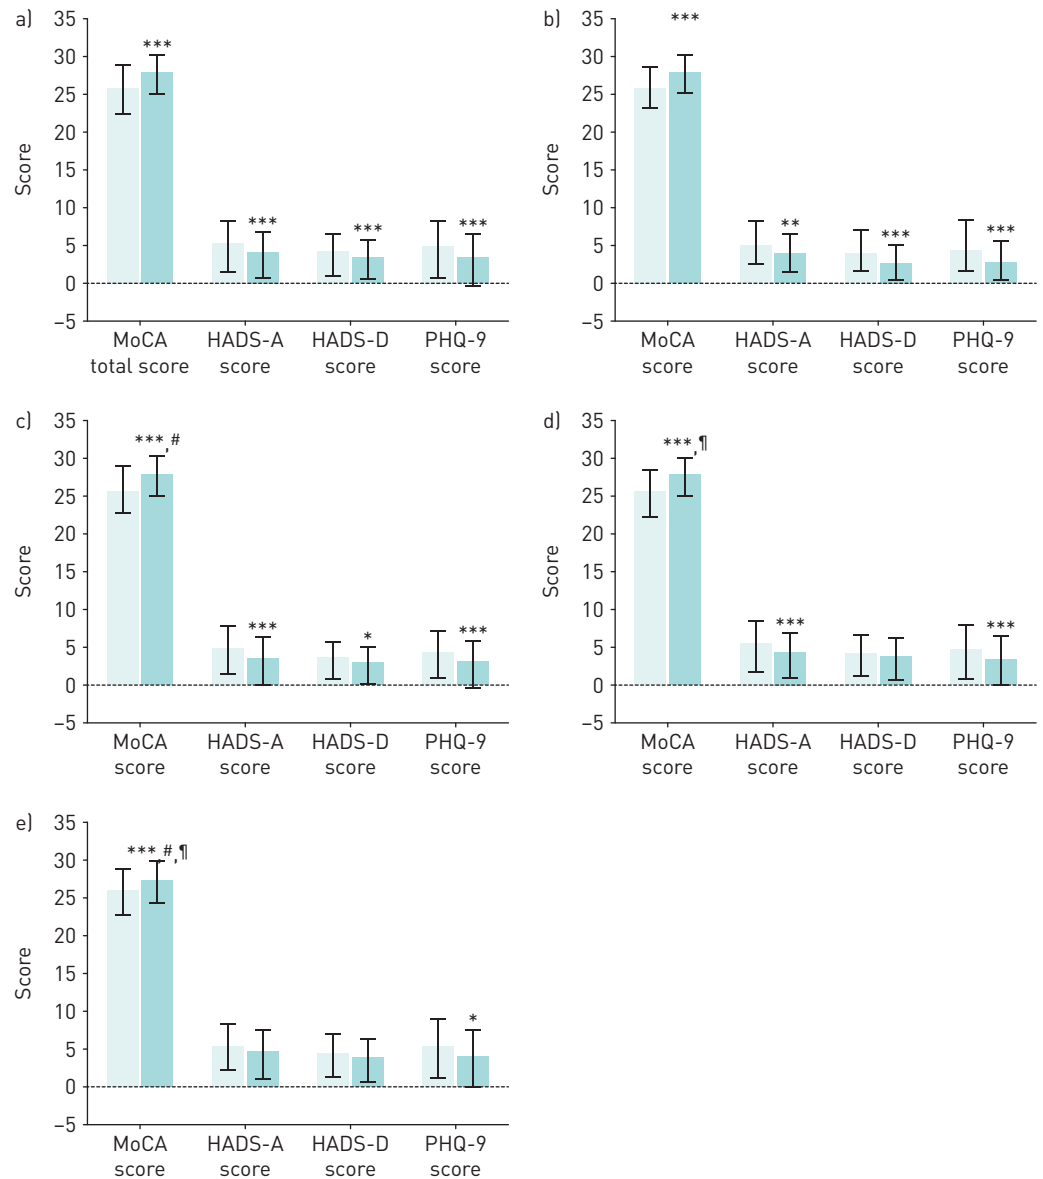 a)
35
30
25
20
15
10
5
0
–5
Score
***
***
***
***
MoCA
total score
HADS-A
score
HADS-D
score
PHQ-9
score
b)
35
30
25
20
15
10
5
0
–5
Score
***
**
***
***
MoCA
score
HADS-A
score
HADS-D
score
PHQ-9
score
c)
35
30
25
20
15
10
5
0
–5
Score
***,#
***
*
***
MoCA
score
HADS-A
score
HADS-D
score
PHQ-9
score
d)
35
30
25
20
15
10
5
0
–5
Score
***,¶
***
***
MoCA
score
HADS-A
score
HADS-D
score
PHQ-9
score
e)
35
30
25
20
15
10
5
0
–5
Score
***,#,¶
*
MoCA
score
HADS-A
score
HADS-D
score
PHQ-9
score